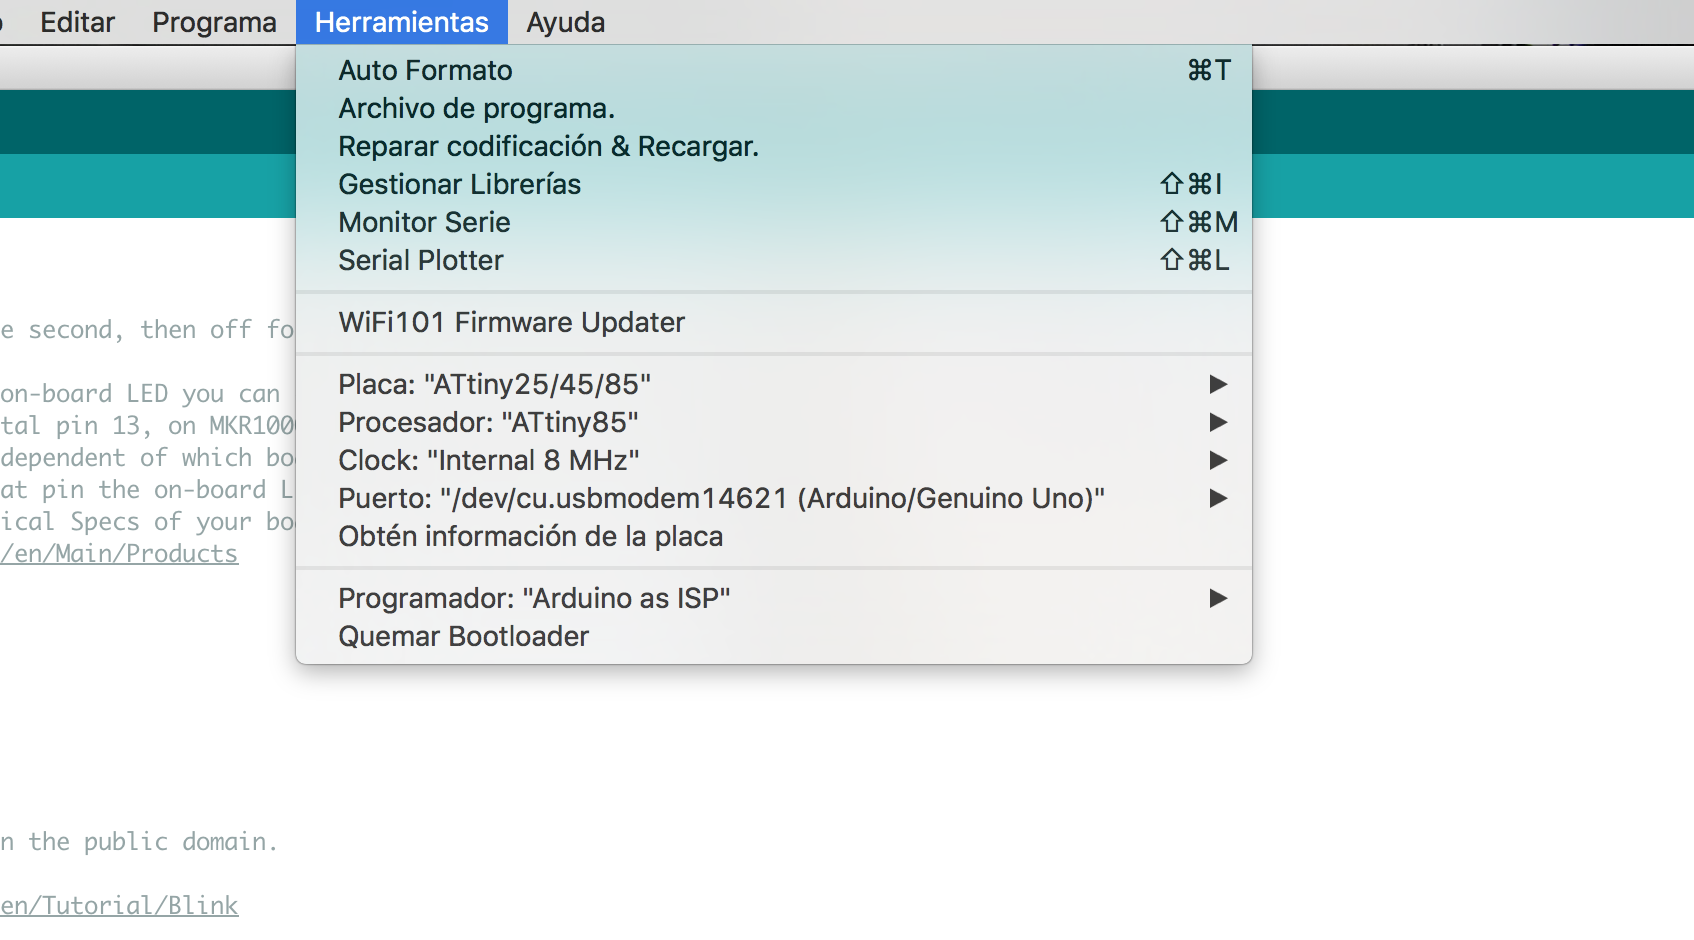 Editar Programa Herramientas Ayuda
Auto Formato ⌘T
Archivo de programa.
Reparar codificación & Recargar.
Gestionar Librerías ⇧⌘I
Monitor Serie ⇧⌘M
Serial Plotter ⇧⌘L
WiFi101 Firmware Updater
Placa: "ATtiny25/45/85"
Procesador: "ATtiny85"
Clock: "Internal 8 MHz"
Puerto: "/dev/cu.usbmodem14621 (Arduino/Genuino Uno)"
Obtén información de la placa
Programador: "Arduino as ISP"
Quemar Bootloader
e second, then off fo
on-board LED you can
tal pin 13, on MKR100
dependent of which bo
at pin the on-board L
ical Specs of your bo
/en/Main/Products
n the public domain.
en/Tutorial/Blink